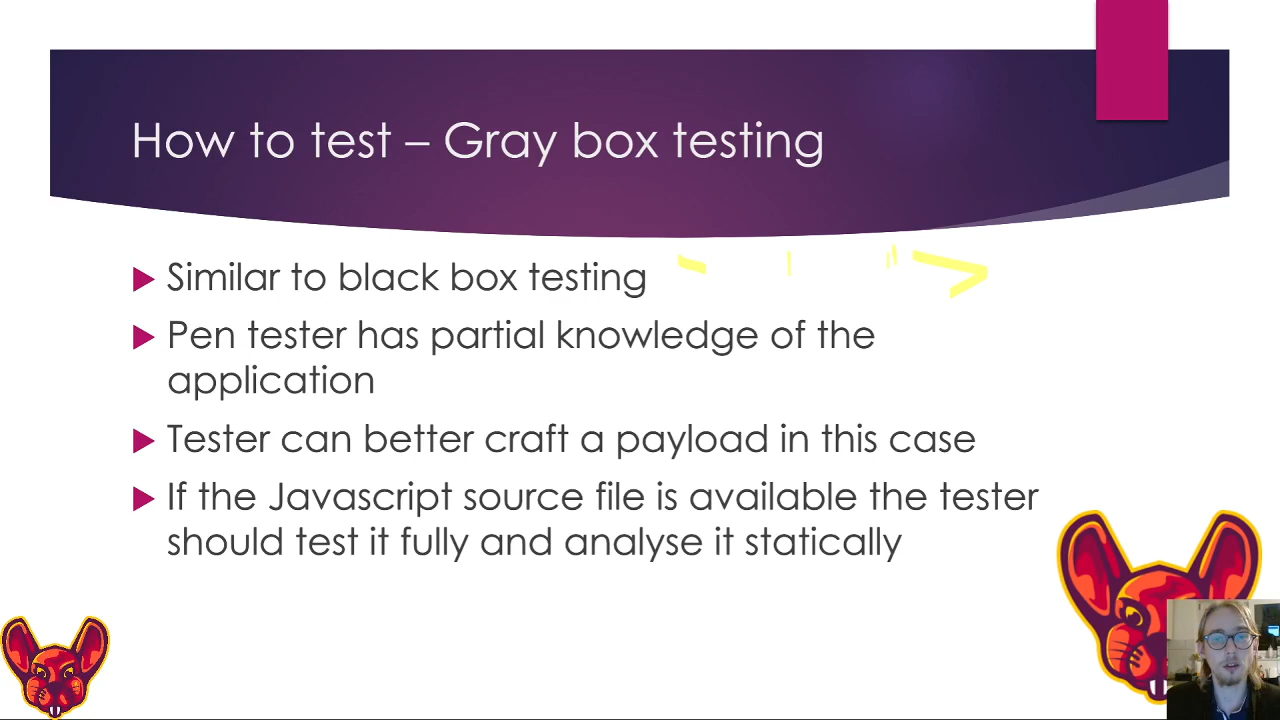 How to test – Gray box testing
Similar to black box testing ` ' " >
Pen tester has partial knowledge of the
application
Tester can better craft a payload in this case
If the Javascript source file is available the tester
should test it fully and analyse it statically